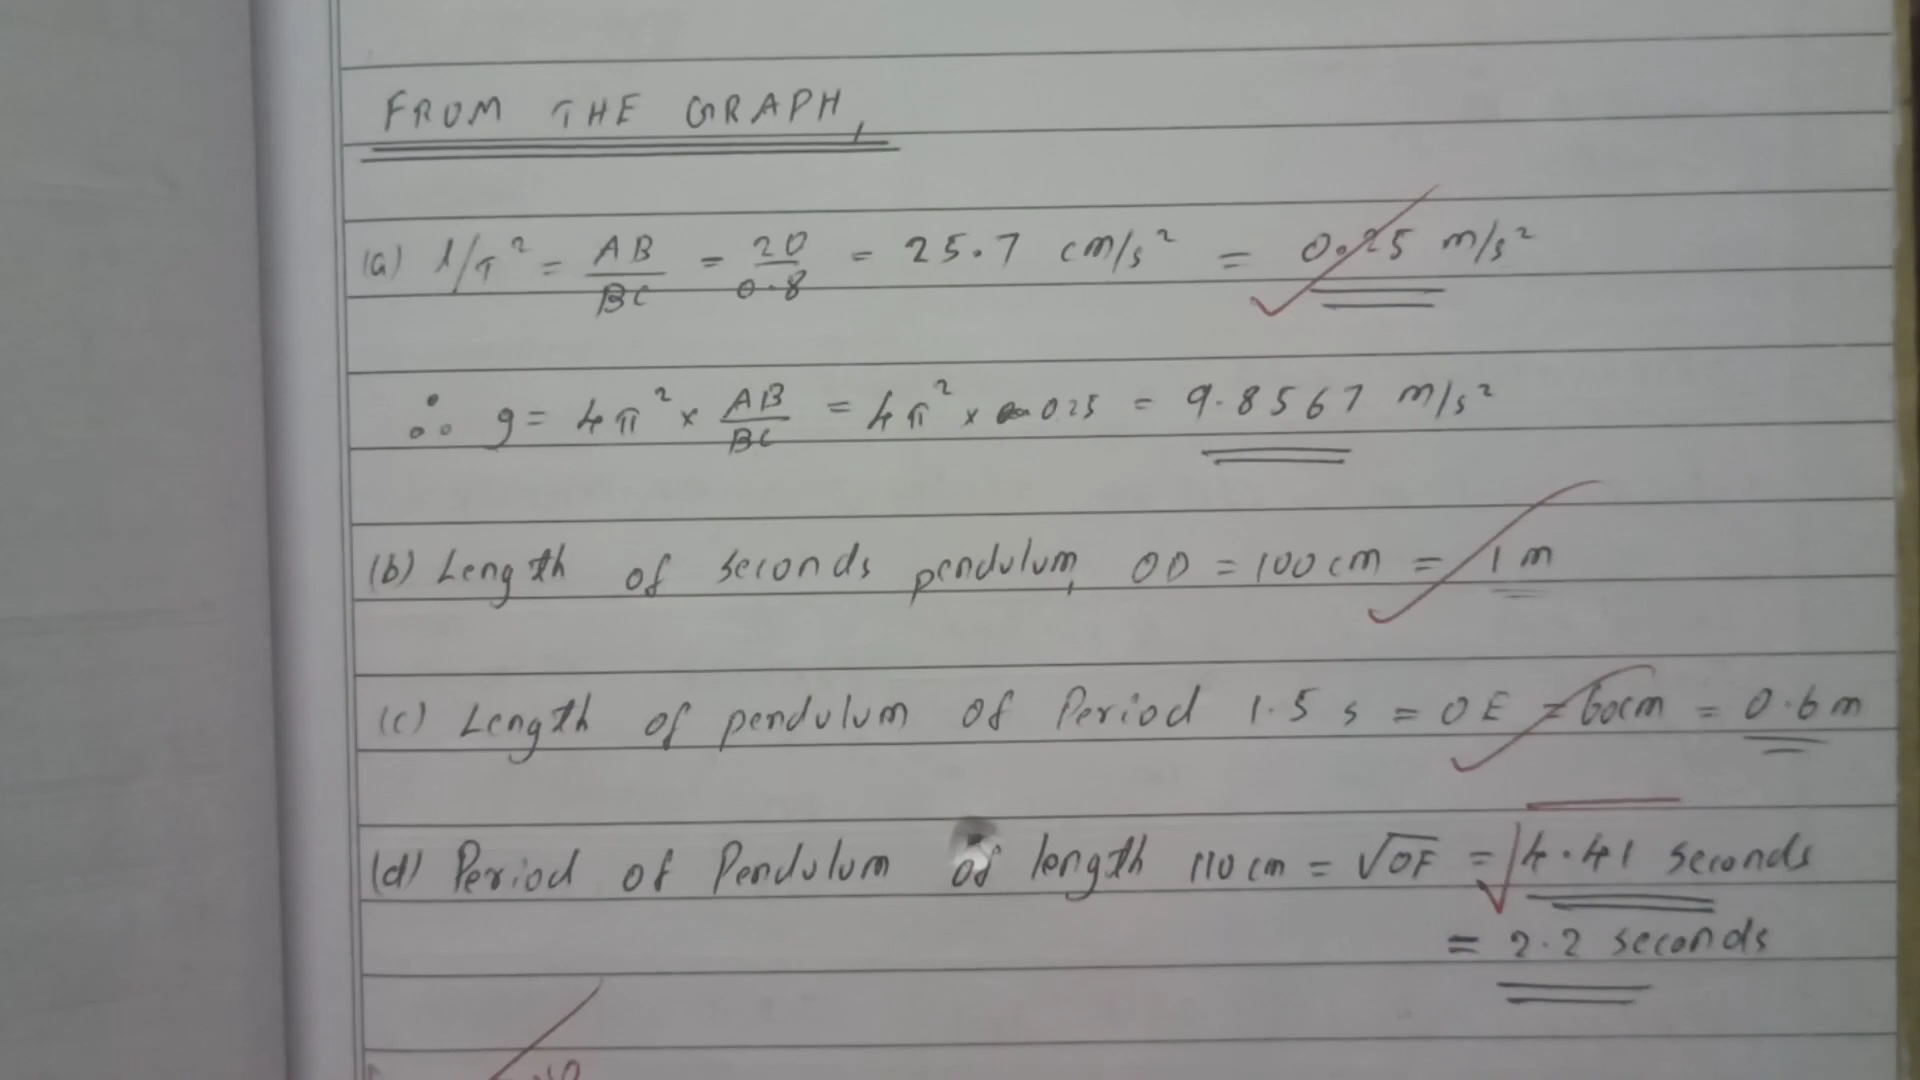 FROM THE GRAPH,
(a) l/T² = AB/BC = 20/0.8 = 25.7 cm/s² = 0.25 m/s²
∴ g = 4π² × AB/BC = 4π² × 0.25 = 9.8567 m/s²
(b) Length of seconds pendulum, OD = 100 cm = 1 m
(c) Length of pendulum of Period 1.5 s = OE = 60cm = 0.6 m
(d) Period of Pendulum of length 110 cm = √OF = √4.41 seconds
= 2.2 seconds